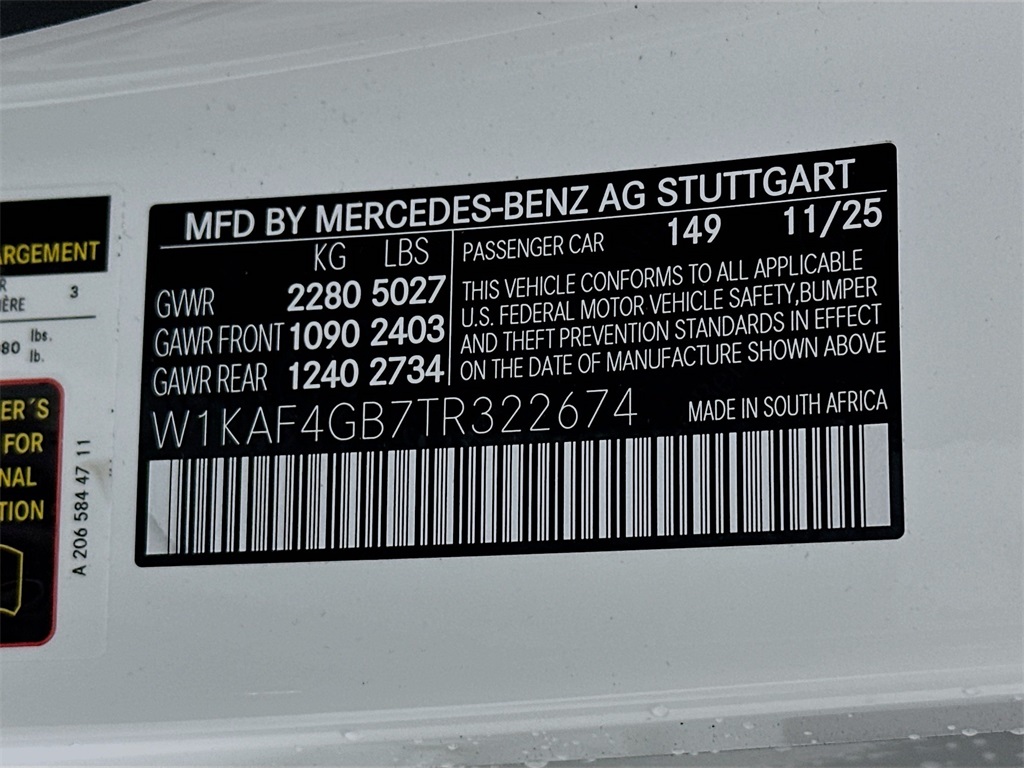 MFD BY MERCEDES-BENZ AG STUTTGART
KG LBS
GVWR 2280 5027
GAWR FRONT 1090 2403
GAWR REAR 1240 2734
PASSENGER CAR 149 11/25
THIS VEHICLE CONFORMS TO ALL APPLICABLE
U.S. FEDERAL MOTOR VEHICLE SAFETY,BUMPER
AND THEFT PREVENTION STANDARDS IN EFFECT
ON THE DATE OF MANUFACTURE SHOWN ABOVE
W1KAF4GB7TR322674
MADE IN SOUTH AFRICA
ARGEMENT
R
IÈRE 3
80 lbs.
lb.
ER´S
FOR
NAL
TION
A 206 584 47 11